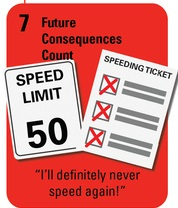 7 Future
Consequences
Count
SPEED
LIMIT
50
SPEEDING TICKET
"I'll definitely never
speed again!"